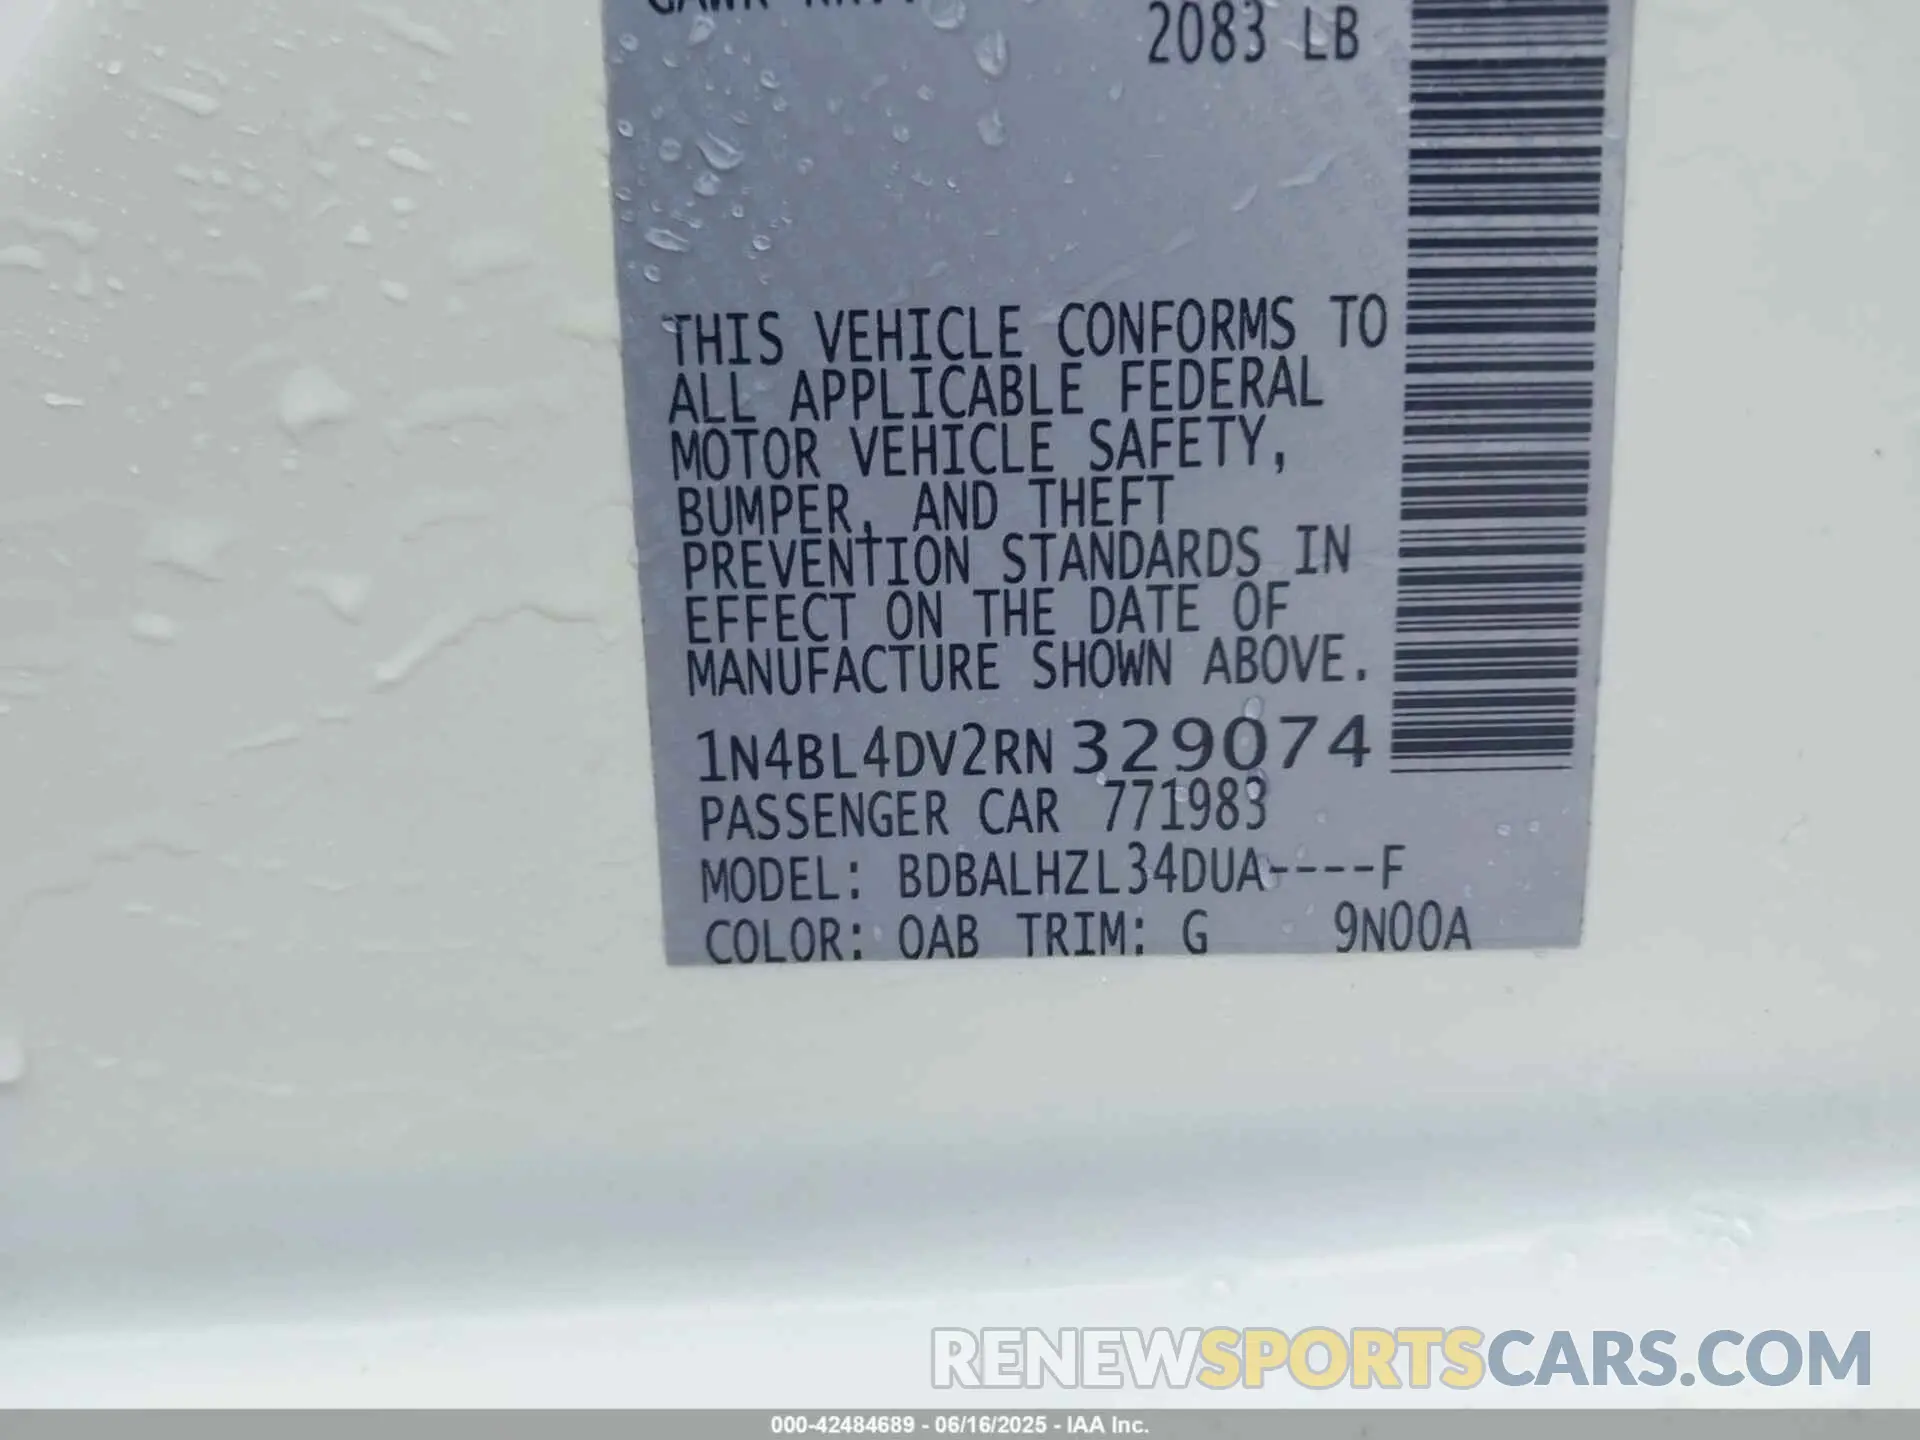 2083 LB
THIS VEHICLE CONFORMS TO
ALL APPLICABLE FEDERAL
MOTOR VEHICLE SAFETY,
BUMPER, AND THEFT
PREVENTION STANDARDS IN
EFFECT ON THE DATE OF
MANUFACTURE SHOWN ABOVE.
1N4BL4DV2RN329074
PASSENGER CAR 771983
MODEL: BDBALHZL34DUA----F
COLOR: QAB TRIM: G 9N00A
RENEWSPORTSCARS.COM
000-42484689 - 06/16/2025 - IAA Inc.